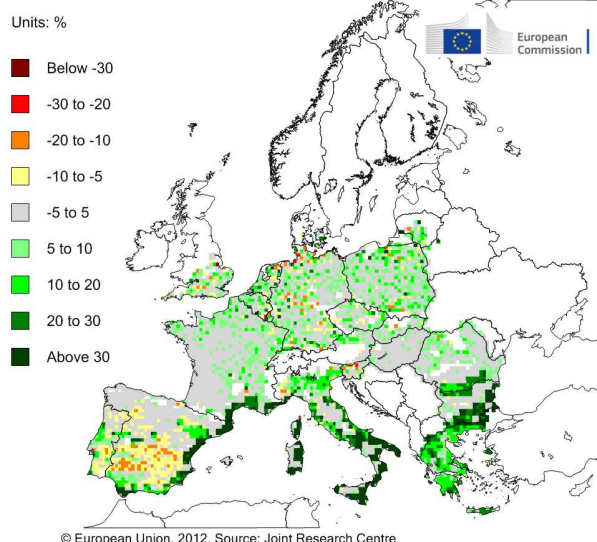 Units: %
European
Commission
Below -30
-30 to -20
-20 to -10
-10 to -5
-5 to 5
5 to 10
10 to 20
20 to 30
Above 30
© European Union, 2012. Source: Joint Research Centre